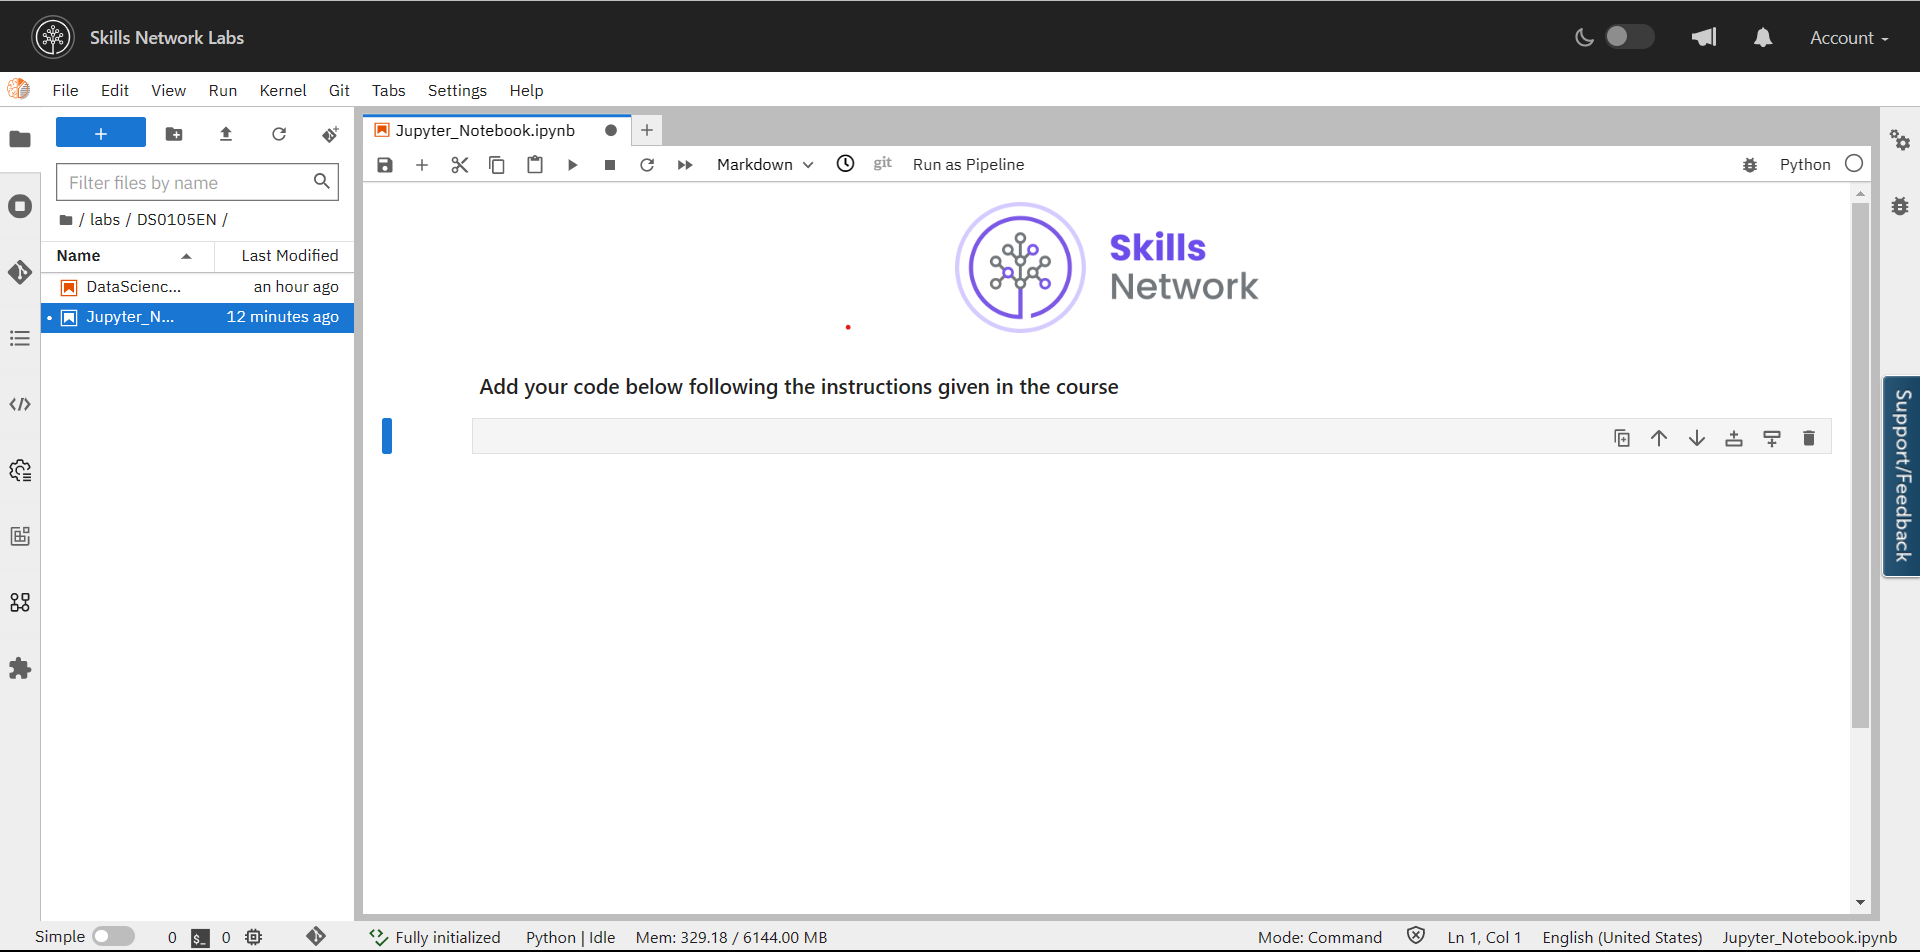 Skills Network Labs
Account
File Edit View Run Kernel Git Tabs Settings Help
Jupyter_Notebook.ipynb
Markdown git Run as Pipeline Python
Filter files by name
/ labs / DS0105EN /
Name Last Modified
DataScienc... an hour ago
Jupyter_N... 12 minutes ago
Skills
Network
Add your code below following the instructions given in the course
Support/Feedback
Simple 0 $_ 0 Fully initialized Python | Idle Mem: 329.18 / 6144.00 MB Mode: Command Ln 1, Col 1 English (United States) Jupyter_Notebook.ipynb